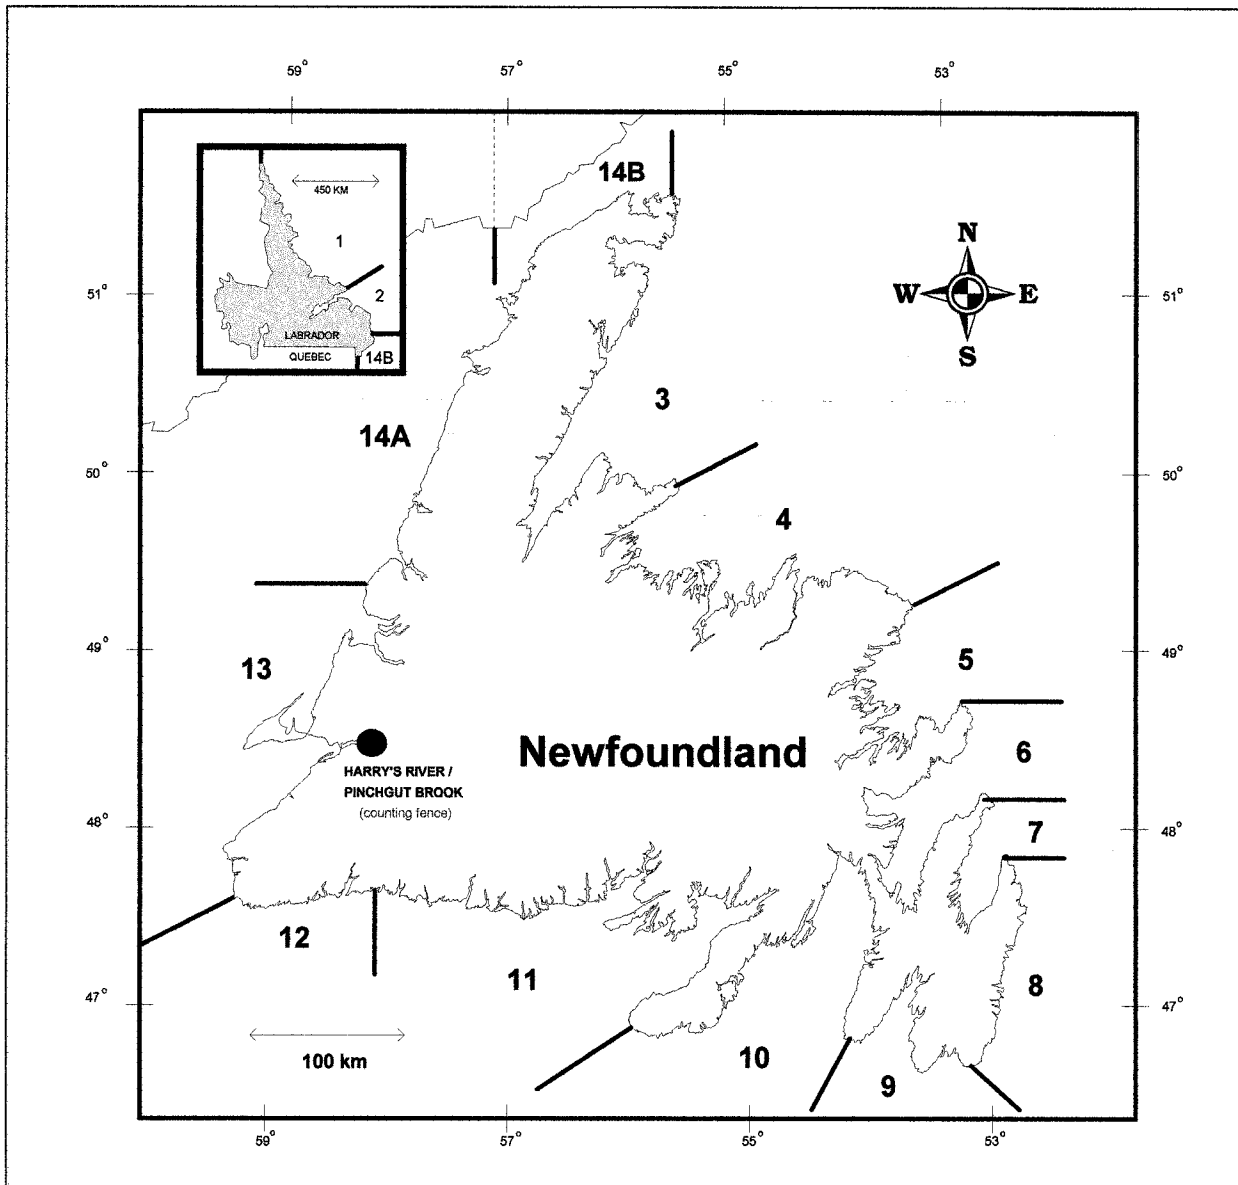 59° 57° 55° 53°
14B
450 KM
1
2
LABRADOR
QUEBEC
14B
N
W E
S
51° 51°
3
14A
50° 50°
4
49° 49°
13
5
Newfoundland
6
HARRY'S RIVER /
PINCHGUT BROOK
(counting fence)
48° 48°
7
12
11
8
47° 47°
100 km
10
9
59° 57° 55° 53°